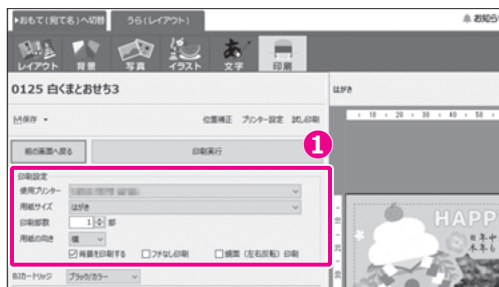 ▸おもて(宛て名)へ切替 うら(レイアウト) お知ら
レイアウト 背景 写真 イラスト 文字 印刷
0125 白くまとおせち3
はがき
保存 ▾ 位置補正 プリンター設定 試し印刷
10 20 30 40 50
前の画面へ戻る 印刷実行
1
印刷設定
使用プリンター
用紙サイズ はがき
印刷部数 1 部
用紙の向き 横
背景を印刷する フチなし印刷 鏡面(左右反転)印刷
BJカートリッジ ブラック/カラー
HAPP